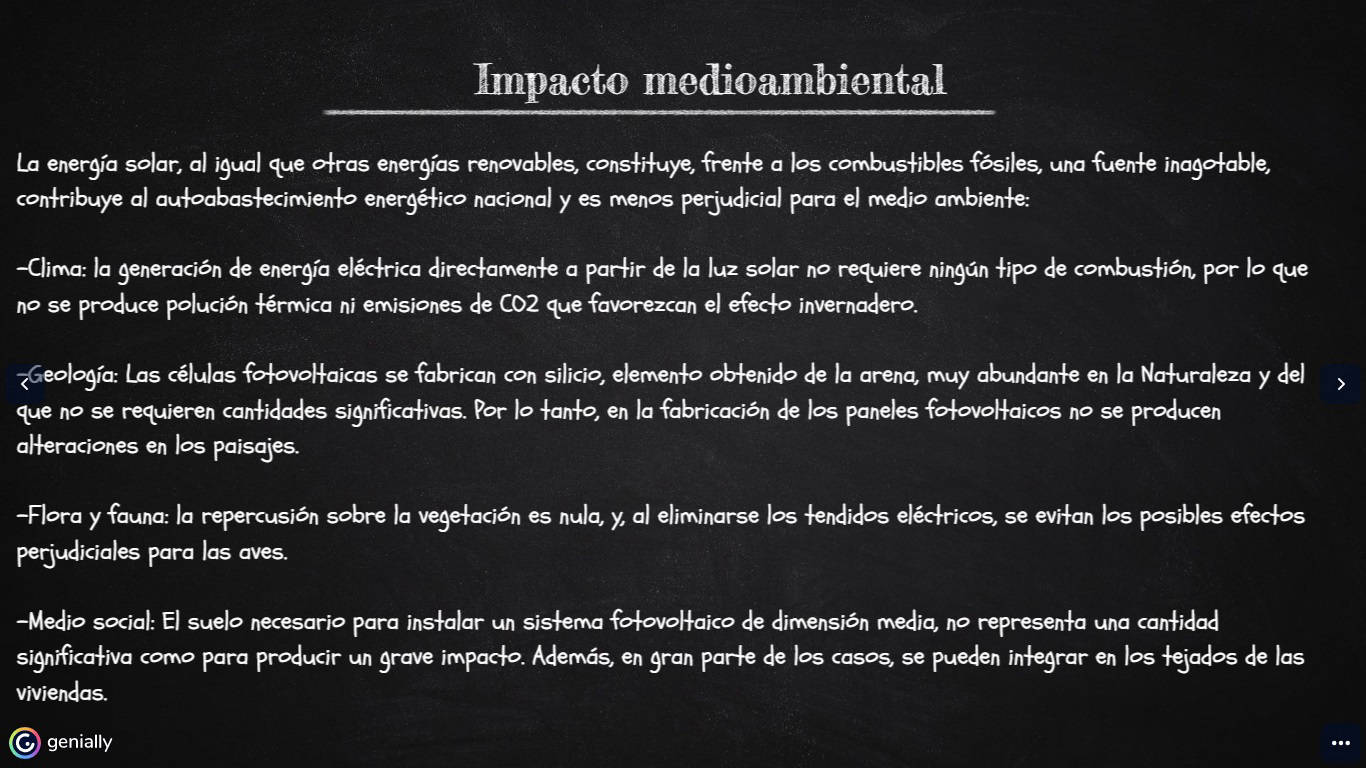 Impacto medioambiental
La energía solar, al igual que otras energías renovables, constituye, frente a los combustibles fósiles, una fuente inagotable,
contribuye al autoabastecimiento energético nacional y es menos perjudicial para el medio ambiente:
-Clima: la generación de energía eléctrica directamente a partir de la luz solar no requiere ningún tipo de combustión, por lo que
no se produce polución térmica ni emisiones de CO2 que favorezcan el efecto invernadero.
-Geología: Las células fotovoltaicas se fabrican con silicio, elemento obtenido de la arena, muy abundante en la Naturaleza y del
que no se requieren cantidades significativas. Por lo tanto, en la fabricación de los paneles fotovoltaicos no se producen
alteraciones en los paisajes.
-Flora y fauna: la repercusión sobre la vegetación es nula, y, al eliminarse los tendidos eléctricos, se evitan los posibles efectos
perjudiciales para las aves.
-Medio social: El suelo necesario para instalar un sistema fotovoltaico de dimensión media, no representa una cantidad
significativa como para producir un grave impacto. Además, en gran parte de los casos, se pueden integrar en los tejados de las
viviendas.
genially